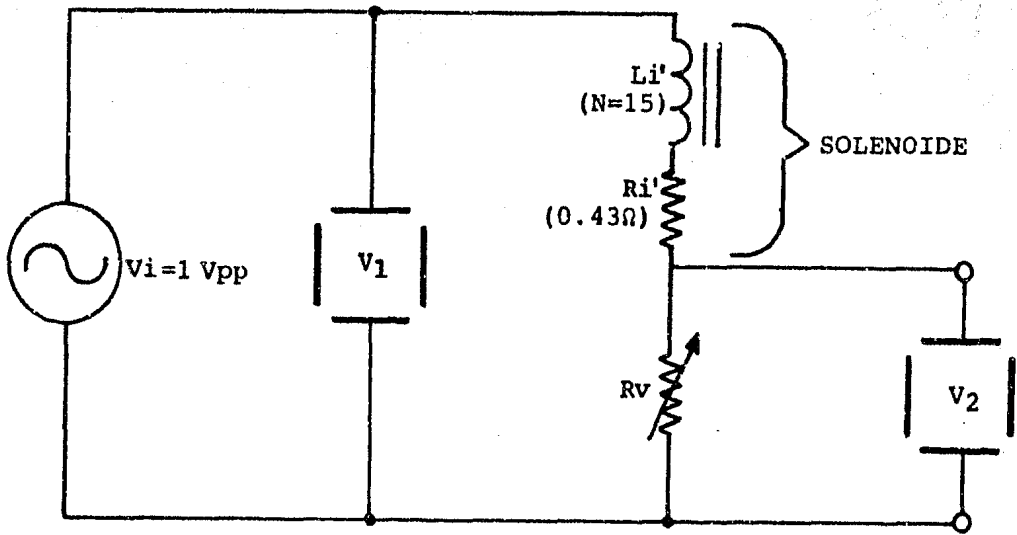 Li'
(N=15)
SOLENOIDE
Ri'
(0.43Ω)
Vi=1 Vpp
V1
Rv
V2